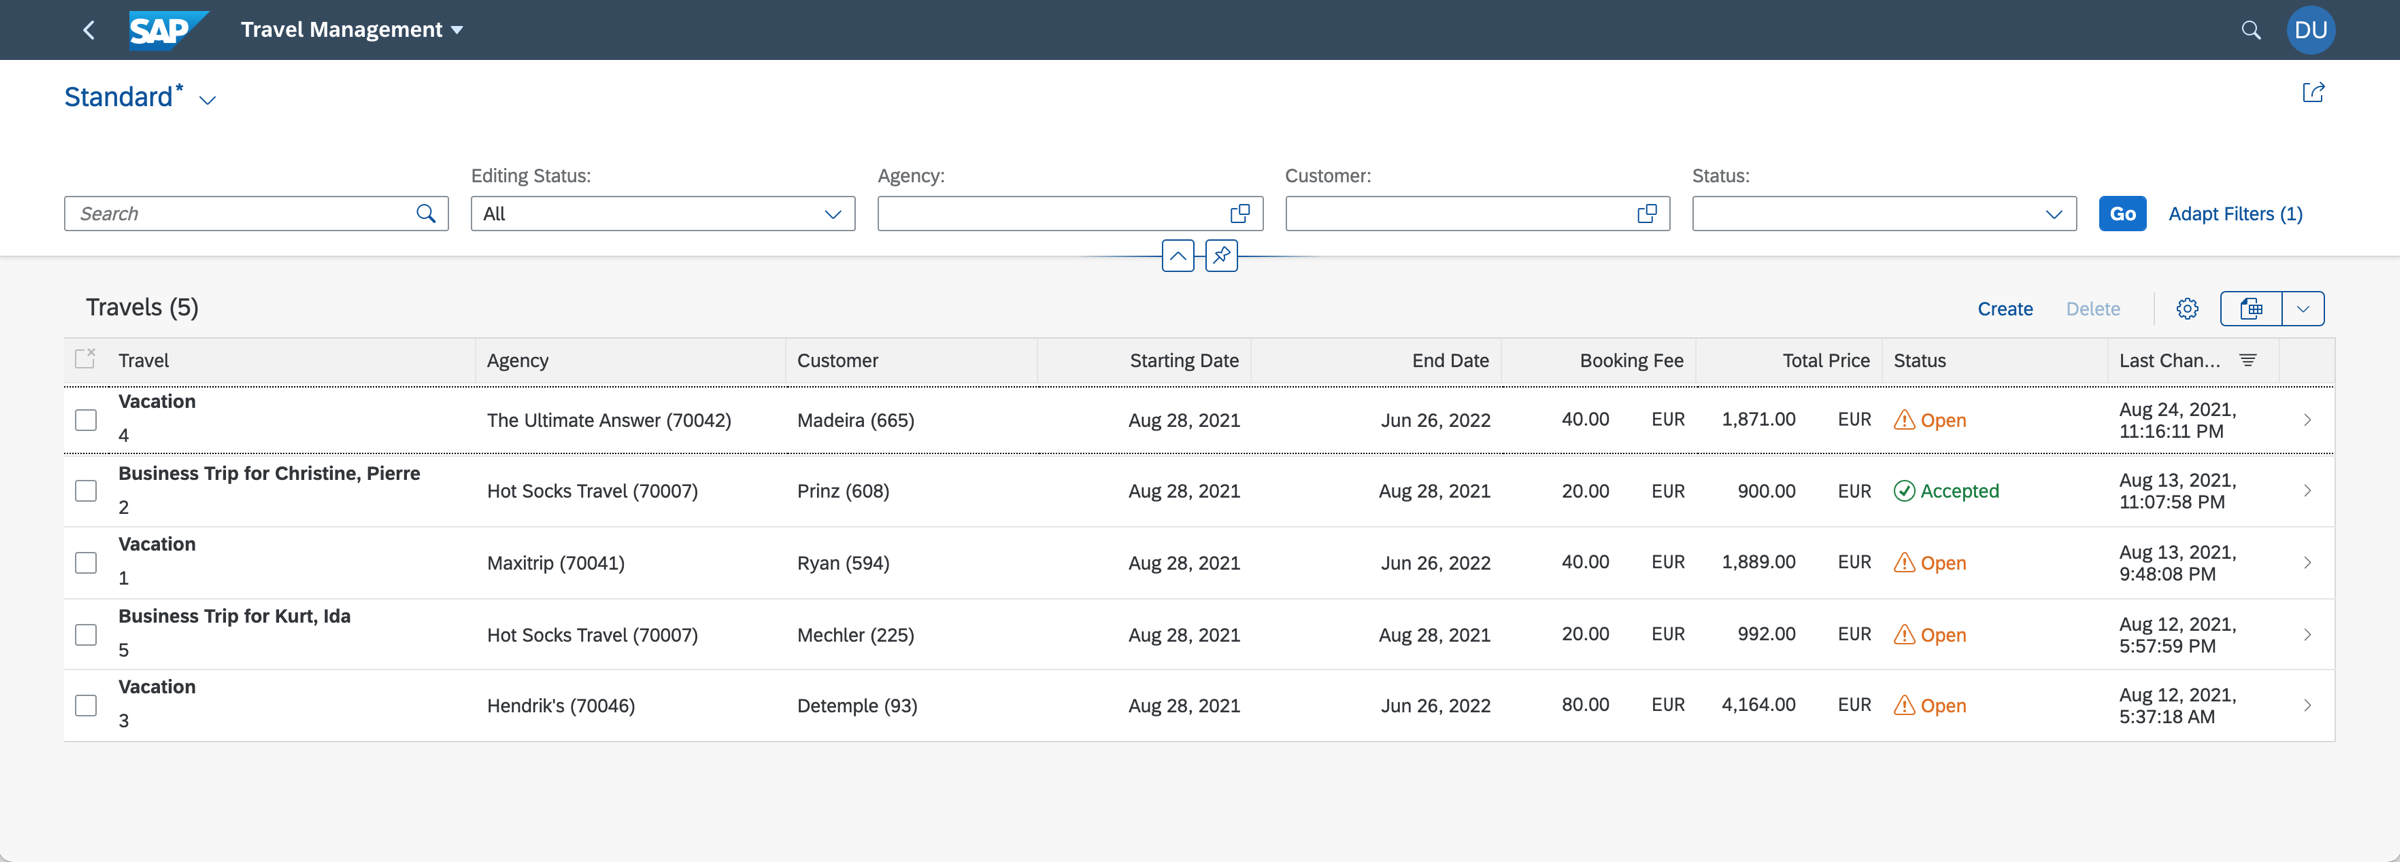 SAP Travel Management DU
Standard*
Editing Status: Agency: Customer: Status:
Search All Go Adapt Filters (1)
Travels (5) Create Delete
Travel Agency Customer Starting Date End Date Booking Fee Total Price Status Last Chan...
Vacation
4
The Ultimate Answer (70042) Madeira (665) Aug 28, 2021 Jun 26, 2022 40.00 EUR 1,871.00 EUR Open
Aug 24, 2021,
11:16:11 PM
Business Trip for Christine, Pierre
2
Hot Socks Travel (70007) Prinz (608) Aug 28, 2021 Aug 28, 2021 20.00 EUR 900.00 EUR Accepted
Aug 13, 2021,
11:07:58 PM
Vacation
1
Maxitrip (70041) Ryan (594) Aug 28, 2021 Jun 26, 2022 40.00 EUR 1,889.00 EUR Open
Aug 13, 2021,
9:48:08 PM
Business Trip for Kurt, Ida
5
Hot Socks Travel (70007) Mechler (225) Aug 28, 2021 Aug 28, 2021 20.00 EUR 992.00 EUR Open
Aug 12, 2021,
5:57:59 PM
Vacation
3
Hendrik's (70046) Detemple (93) Aug 28, 2021 Jun 26, 2022 80.00 EUR 4,164.00 EUR Open
Aug 12, 2021,
5:37:18 AM